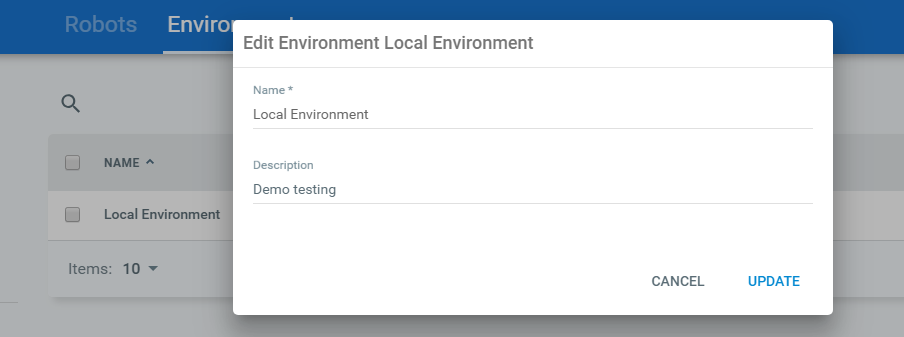 Robots
Edit Environment Local Environment
Name *
Local Environment
NAME
Description
Demo testing
Local Environment
Items: 10
CANCEL
UPDATE